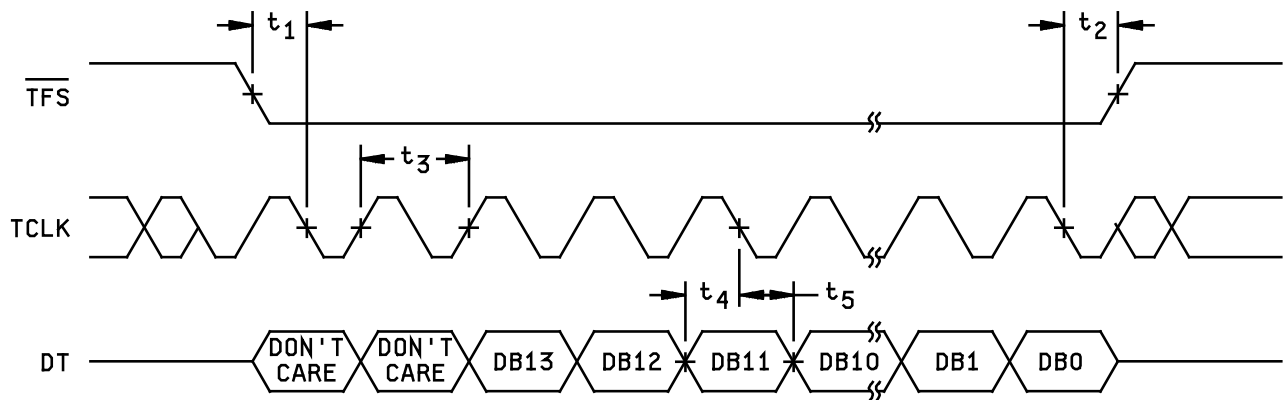 t1 t2
TFS
t3
TCLK
t4 t5
DT DON'T CARE DON'T CARE DB13 DB12 DB11 DB10 DB1 DB0